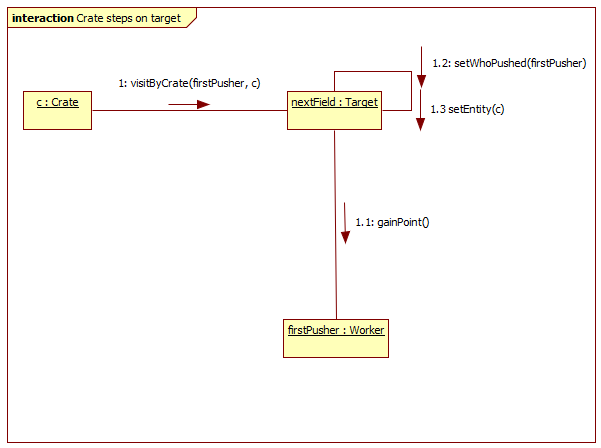 interaction Crate steps on target
1.2: setWhoPushed(firstPusher)
1: visitByCrate(firstPusher, c)
c : Crate
nextField : Target
1.3 setEntity(c)
1.1: gainPoint()
firstPusher : Worker